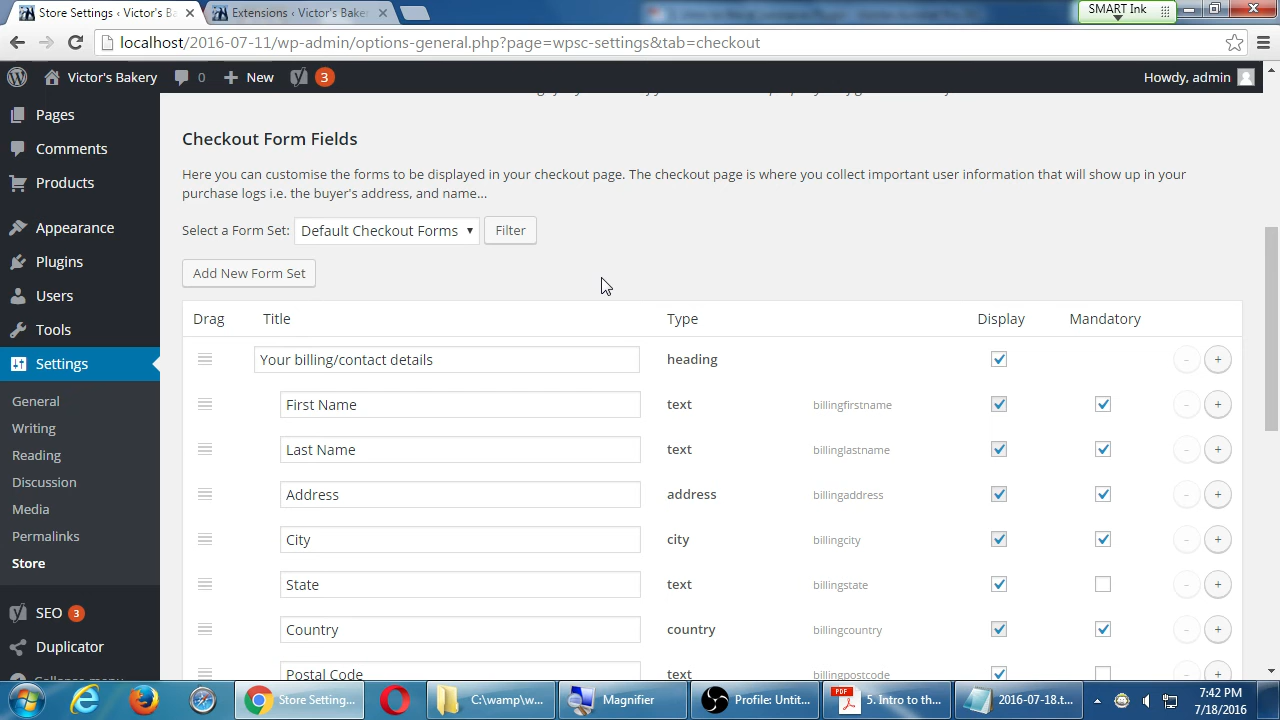 Store Settings ‹ Victor's B
Extensions ‹ Victor's Bake
SMART Ink
localhost/2016-07-11/wp-admin/options-general.php?page=wpsc-settings&tab=checkout
Victor's Bakery
0
New
3
Howdy, admin
Pages
Comments
Products
Appearance
Plugins
Users
Tools
Settings
General
Writing
Reading
Discussion
Media
Permalinks
Store
SEO 3
Duplicator
Checkout Form Fields
Here you can customise the forms to be displayed in your checkout page. The checkout page is where you collect important user information that will show up in your
purchase logs i.e. the buyer's address, and name...
Select a Form Set: Default Checkout Forms Filter
Add New Form Set
Drag Title Type Display Mandatory
Your billing/contact details heading - +
First Name text billingfirstname - +
Last Name text billinglastname - +
Address address billingaddress - +
City city billingcity - +
State text billingstate - +
Country country billingcountry - +
Postal Code text billingpostcode
Store Setting...
C:\wamp\w...
Magnifier
Profile: Untit...
PDF
5. Intro to th...
2016-07-18.t...
7:42 PM
7/18/2016